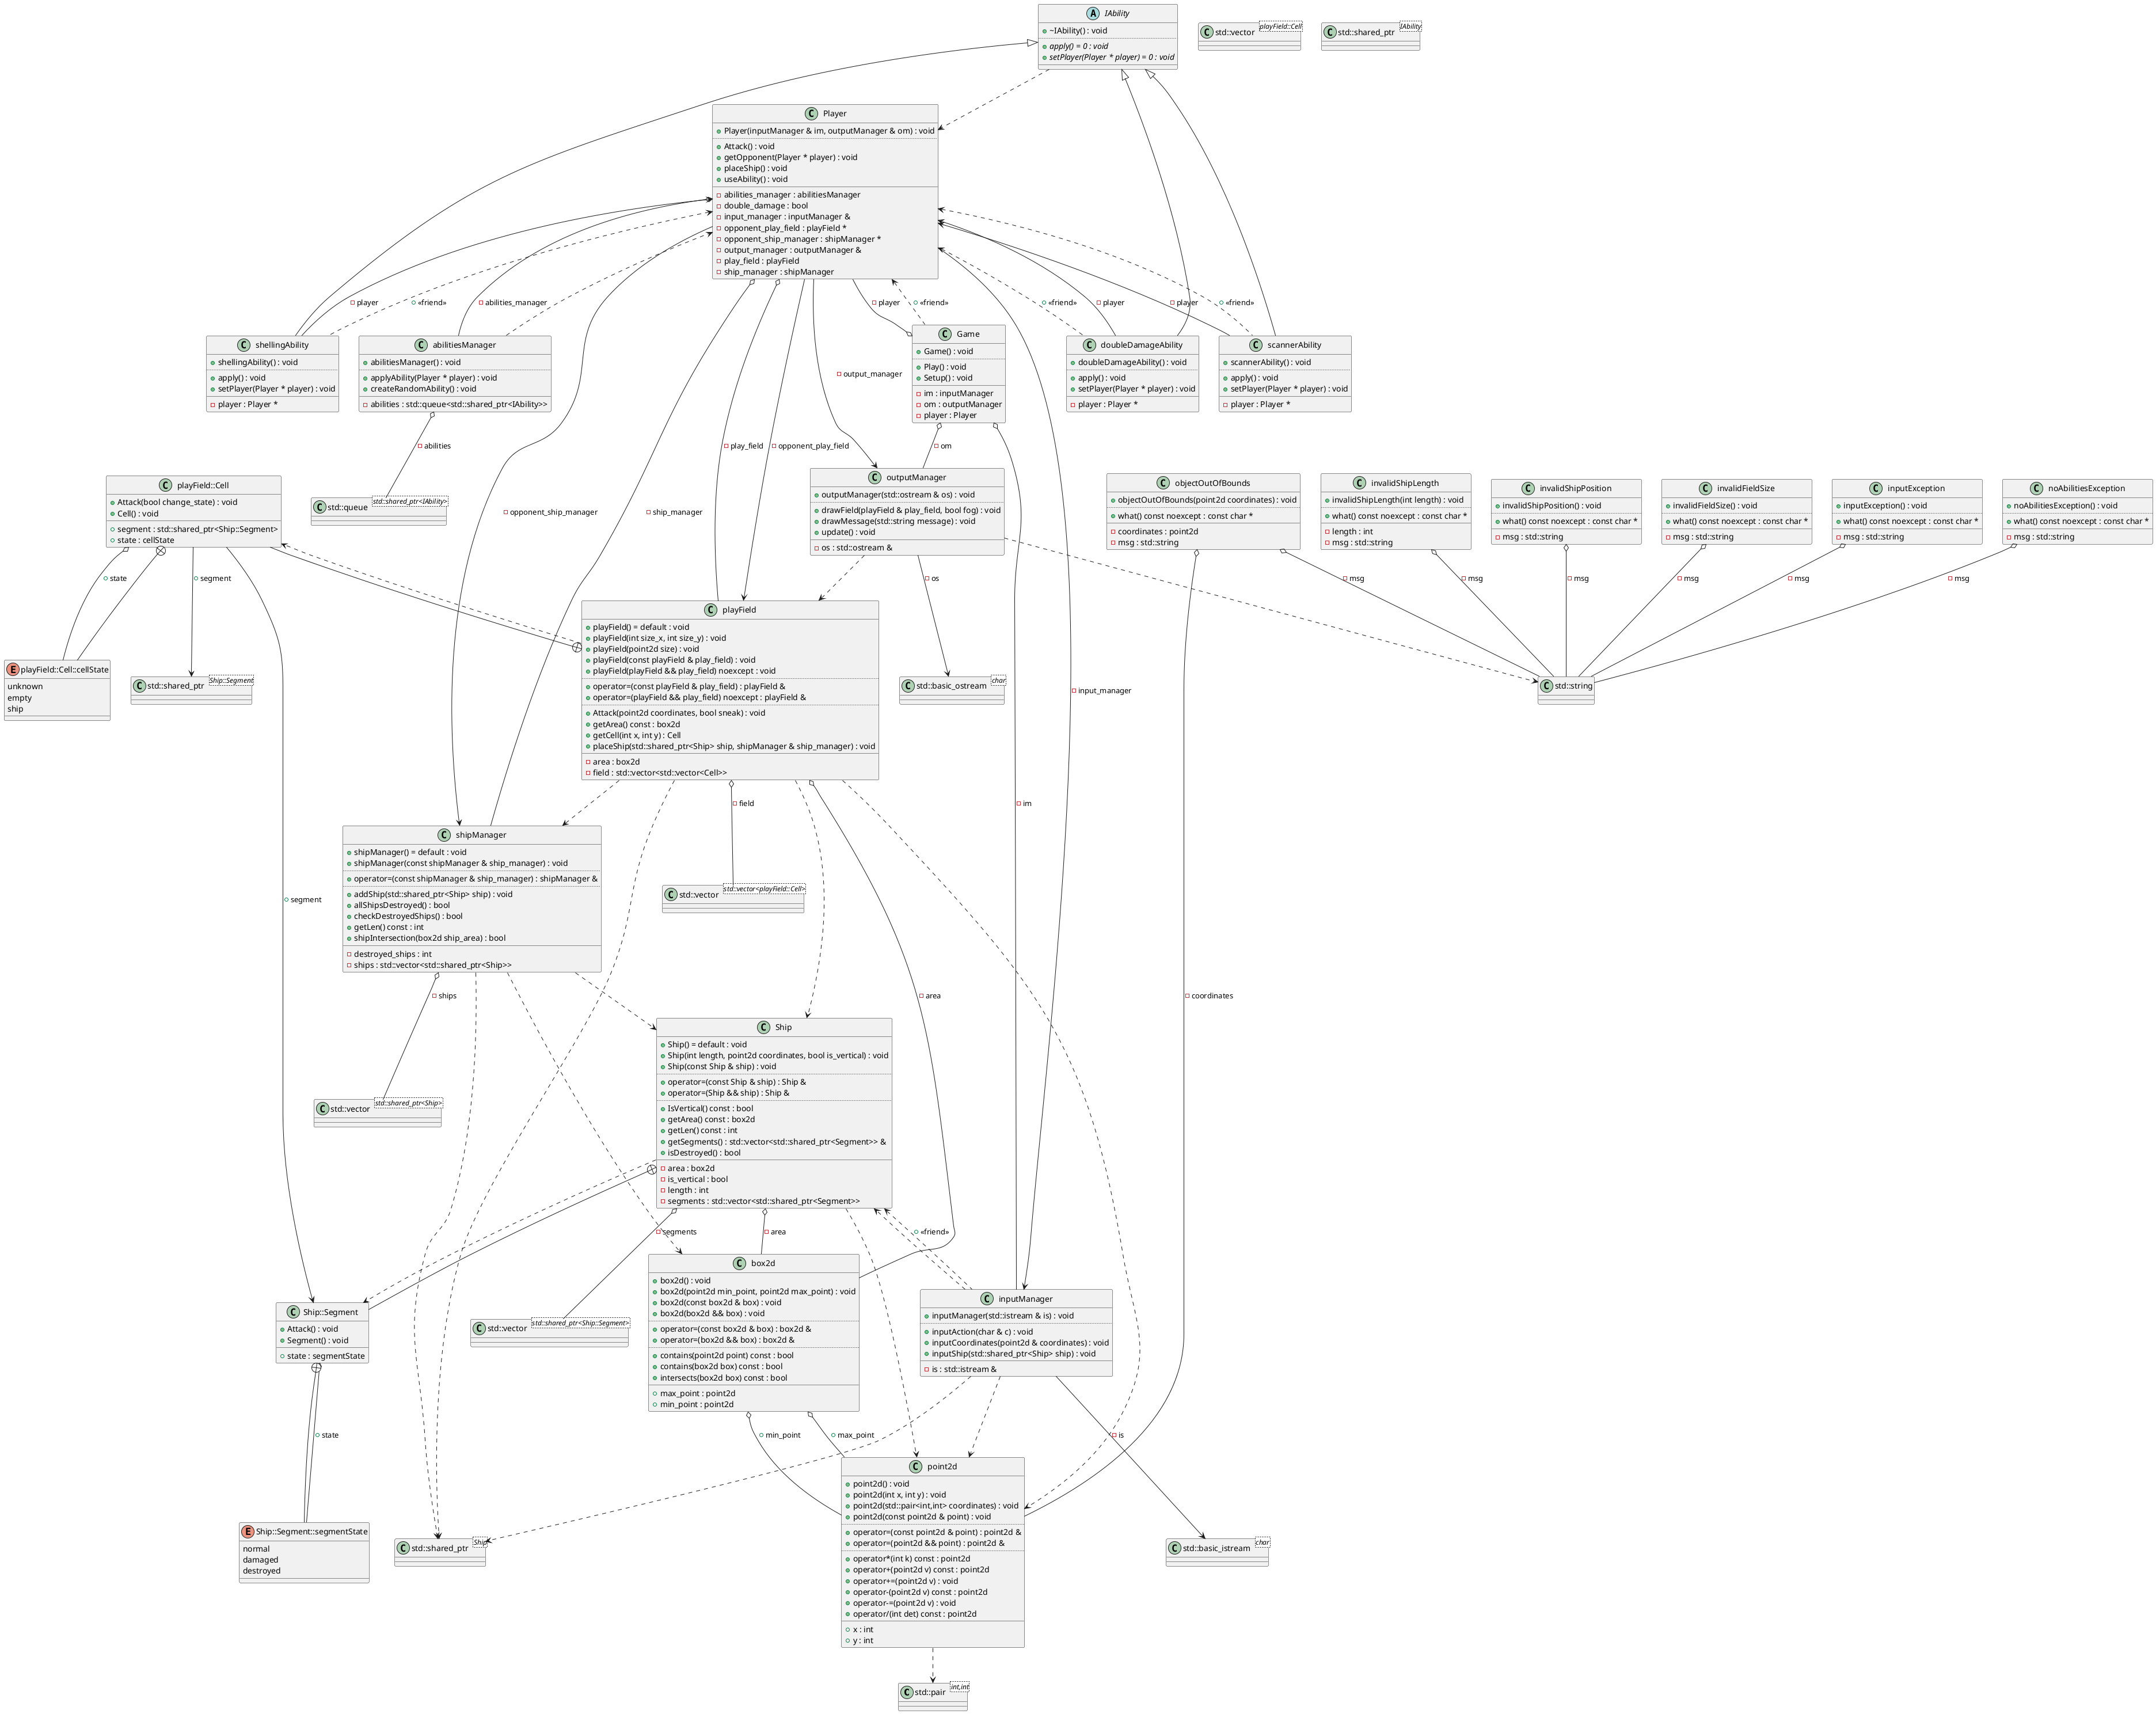 IAbility
~IAbility() : void
apply() = 0 : void
setPlayer(Player * player) = 0 : void
std::vector
playField::Cell
std::shared_ptr
IAbility
Player
Player(inputManager & im, outputManager & om) : void
Attack() : void
getOpponent(Player * player) : void
placeShip() : void
useAbility() : void
abilities_manager : abilitiesManager
double_damage : bool
input_manager : inputManager &
opponent_play_field : playField *
opponent_ship_manager : shipManager *
output_manager : outputManager &
play_field : playField
ship_manager : shipManager
player
«friend»
abilities_manager
player
«friend»
«friend»
player
player
«friend»
shellingAbility
shellingAbility() : void
apply() : void
setPlayer(Player * player) : void
player : Player *
abilitiesManager
abilitiesManager() : void
applyAbility(Player * player) : void
createRandomAbility() : void
abilities : std::queue<std::shared_ptr<IAbility>>
Game
Game() : void
Play() : void
Setup() : void
im : inputManager
om : outputManager
player : Player
doubleDamageAbility
doubleDamageAbility() : void
apply() : void
setPlayer(Player * player) : void
player : Player *
scannerAbility
scannerAbility() : void
apply() : void
setPlayer(Player * player) : void
player : Player *
output_manager
abilities
play_field
opponent_play_field
om
playField::Cell
Attack(bool change_state) : void
Cell() : void
segment : std::shared_ptr<Ship::Segment>
state : cellState
std::queue
std::shared_ptr<IAbility>
outputManager
outputManager(std::ostream & os) : void
drawField(playField & play_field, bool fog) : void
drawMessage(std::string message) : void
update() : void
os : std::ostream &
objectOutOfBounds
objectOutOfBounds(point2d coordinates) : void
what() const noexcept : const char *
coordinates : point2d
msg : std::string
invalidShipLength
invalidShipLength(int length) : void
what() const noexcept : const char *
length : int
msg : std::string
invalidShipPosition
invalidShipPosition() : void
what() const noexcept : const char *
msg : std::string
invalidFieldSize
invalidFieldSize() : void
what() const noexcept : const char *
msg : std::string
inputException
inputException() : void
what() const noexcept : const char *
msg : std::string
noAbilitiesException
noAbilitiesException() : void
what() const noexcept : const char *
msg : std::string
opponent_ship_manager
ship_manager
state
segment
os
msg
msg
msg
msg
msg
msg
playField::Cell::cellState
unknown
empty
ship
std::shared_ptr
Ship::Segment
playField
playField() = default : void
playField(int size_x, int size_y) : void
playField(point2d size) : void
playField(const playField & play_field) : void
playField(playField && play_field) noexcept : void
operator=(const playField & play_field) : playField &
operator=(playField && play_field) noexcept : playField &
Attack(point2d coordinates, bool sneak) : void
getArea() const : box2d
getCell(int x, int y) : Cell
placeShip(std::shared_ptr<Ship> ship, shipManager & ship_manager) : void
area : box2d
field : std::vector<std::vector<Cell>>
std::basic_ostream
char
input_manager
std::string
field
im
segment
shipManager
shipManager() = default : void
shipManager(const shipManager & ship_manager) : void
operator=(const shipManager & ship_manager) : shipManager &
addShip(std::shared_ptr<Ship> ship) : void
allShipsDestroyed() : bool
checkDestroyedShips() : bool
getLen() const : int
shipIntersection(box2d ship_area) : bool
destroyed_ships : int
ships : std::vector<std::shared_ptr<Ship>>
std::vector
std::vector<playField::Cell>
ships
area
coordinates
Ship
Ship() = default : void
Ship(int length, point2d coordinates, bool is_vertical) : void
Ship(const Ship & ship) : void
operator=(const Ship & ship) : Ship &
operator=(Ship && ship) : Ship &
IsVertical() const : bool
getArea() const : box2d
getLen() const : int
getSegments() : std::vector<std::shared_ptr<Segment>> &
isDestroyed() : bool
area : box2d
is_vertical : bool
length : int
segments : std::vector<std::shared_ptr<Segment>>
std::vector
std::shared_ptr<Ship>
segments
area
«friend»
Ship::Segment
Attack() : void
Segment() : void
state : segmentState
std::vector
std::shared_ptr<Ship::Segment>
box2d
box2d() : void
box2d(point2d min_point, point2d max_point) : void
box2d(const box2d & box) : void
box2d(box2d && box) : void
operator=(const box2d & box) : box2d &
operator=(box2d && box) : box2d &
contains(point2d point) const : bool
contains(box2d box) const : bool
intersects(box2d box) const : bool
max_point : point2d
min_point : point2d
inputManager
inputManager(std::istream & is) : void
inputAction(char & c) : void
inputCoordinates(point2d & coordinates) : void
inputShip(std::shared_ptr<Ship> ship) : void
is : std::istream &
state
min_point
max_point
is
Ship::Segment::segmentState
normal
damaged
destroyed
std::shared_ptr
Ship
point2d
point2d() : void
point2d(int x, int y) : void
point2d(std::pair<int,int> coordinates) : void
point2d(const point2d & point) : void
operator=(const point2d & point) : point2d &
operator=(point2d && point) : point2d &
operator*(int k) const : point2d
operator+(point2d v) const : point2d
operator+=(point2d v) : void
operator-(point2d v) const : point2d
operator-=(point2d v) : void
operator/(int det) const : point2d
x : int
y : int
std::basic_istream
char
std::pair
int,int